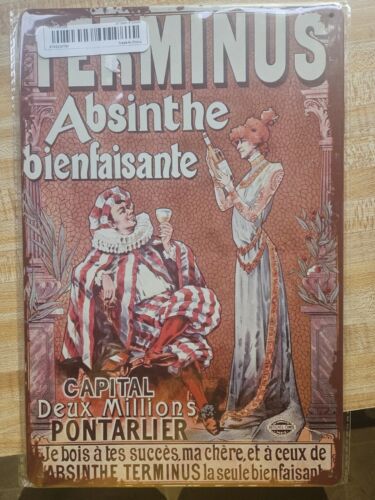 TERMINUS
Absinthe
bienfaisante
CAPITAL
Deux Millions
PONTARLIER
Je bois à tes succès, ma chère, et à ceux de
l'ABSINTHE TERMINUS la seule bienfaisante